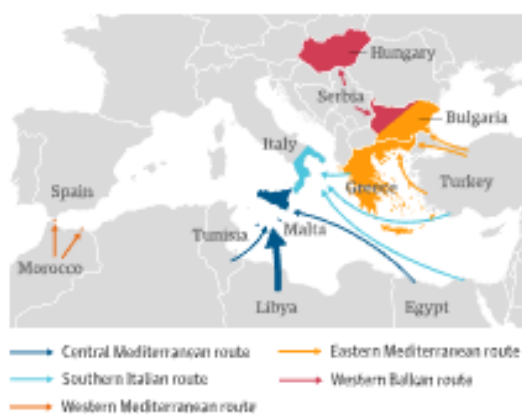 Hungary
Serbia
Bulgaria
Italy
Greece
Turkey
Spain
Tunisia
Malta
Morocco
Libya
Egypt
Central Mediterranean route
Eastern Mediterranean route
Southern Italian route
Western Balkan route
Western Mediterranean route